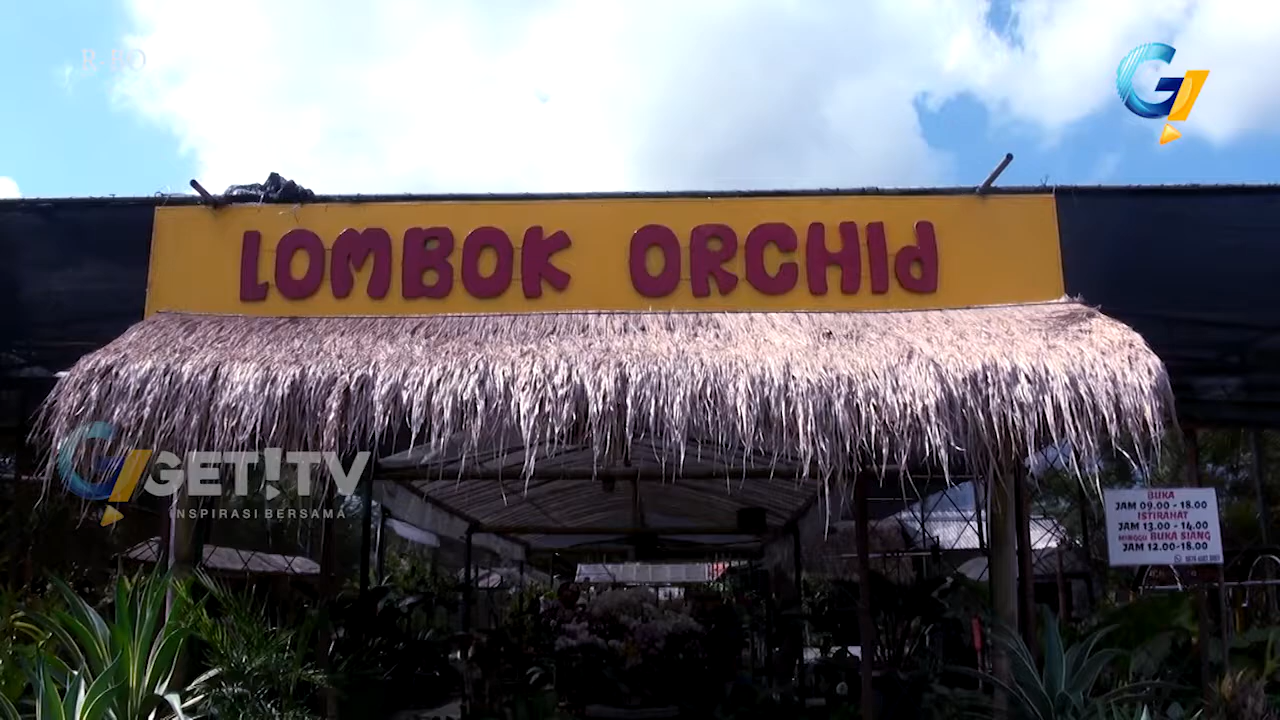 LOMBOK ORCHId
GET!TV
INSPIRASI BERSAMA
BUKA
JAM 09.00 - 18.00
ISTIRAHAT
JAM 13.00 - 14.00
MINGGU BUKA SIANG
JAM 12.00-18.00